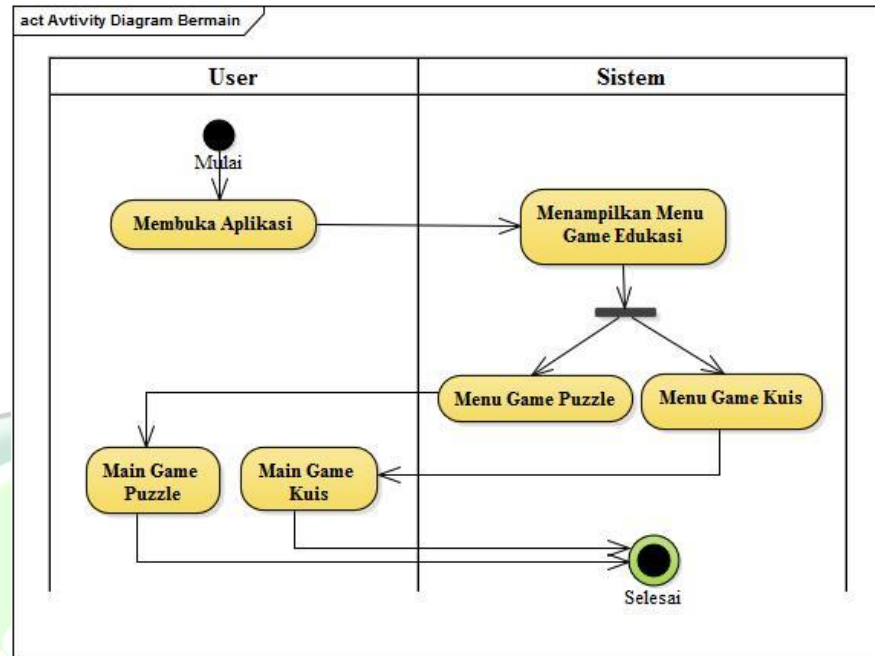 act Avtivity Diagram Bermain
User
Sistem
Mulai
Membuka Aplikasi
Menampilkan Menu
Game Edukasi
Menu Game Puzzle
Menu Game Kuis
Main Game
Puzzle
Main Game
Kuis
Selesai